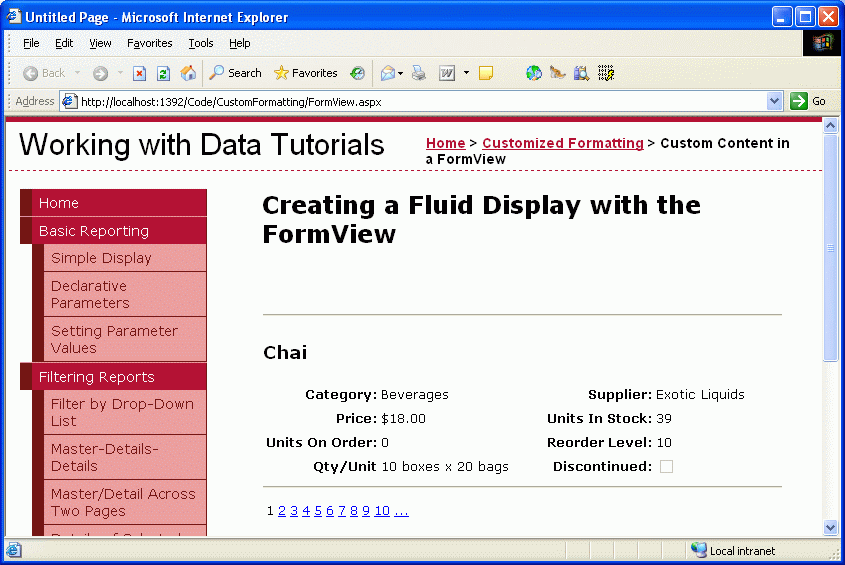 Untitled Page - Microsoft Internet Explorer
File Edit View Favorites Tools Help
Back Search Favorites W
Address http://localhost:1392/Code/CustomFormatting/FormView.aspx Go
Working with Data Tutorials
Home > Customized Formatting > Custom Content in
a FormView
Home
Basic Reporting
Simple Display
Declarative
Parameters
Setting Parameter
Values
Filtering Reports
Filter by Drop-Down
List
Master-Details-
Details
Master/Detail Across
Two Pages
Creating a Fluid Display with the
FormView
Chai
Category: Beverages Supplier: Exotic Liquids
Price: $18.00 Units In Stock: 39
Units On Order: 0 Reorder Level: 10
Qty/Unit 10 boxes x 20 bags Discontinued:
1 2 3 4 5 6 7 8 9 10 ...
Local intranet